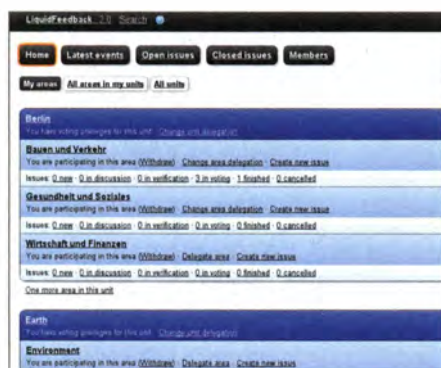 LiquidFeedback 2.0 Search
Home Latest events Open issues Closed issues Members
My areas All areas in my units All units
Berlin
You have voting privileges for this unit · Change unit delegation
Bauen und Verkehr
You are participating in this area (Withdraw) · Change area delegation · Create new issue
Issues: 0 new · 0 in discussion · 0 in verification · 3 in voting · 1 finished · 0 cancelled
Gesundheit und Soziales
You are participating in this area (Withdraw) · Change area delegation · Create new issue
Issues: 0 new · 0 in discussion · 0 in verification · 0 in voting · 0 finished · 0 cancelled
Wirtschaft und Finanzen
You are participating in this area (Withdraw) · Delegate area · Create new issue
Issues: 0 new · 0 in discussion · 0 in verification · 0 in voting · 0 finished · 0 cancelled
One more area in this unit
Earth
You have voting privileges for this unit · Change unit delegation
Environment
You are participating in this area (Withdraw) · Delegate area · Create new issue